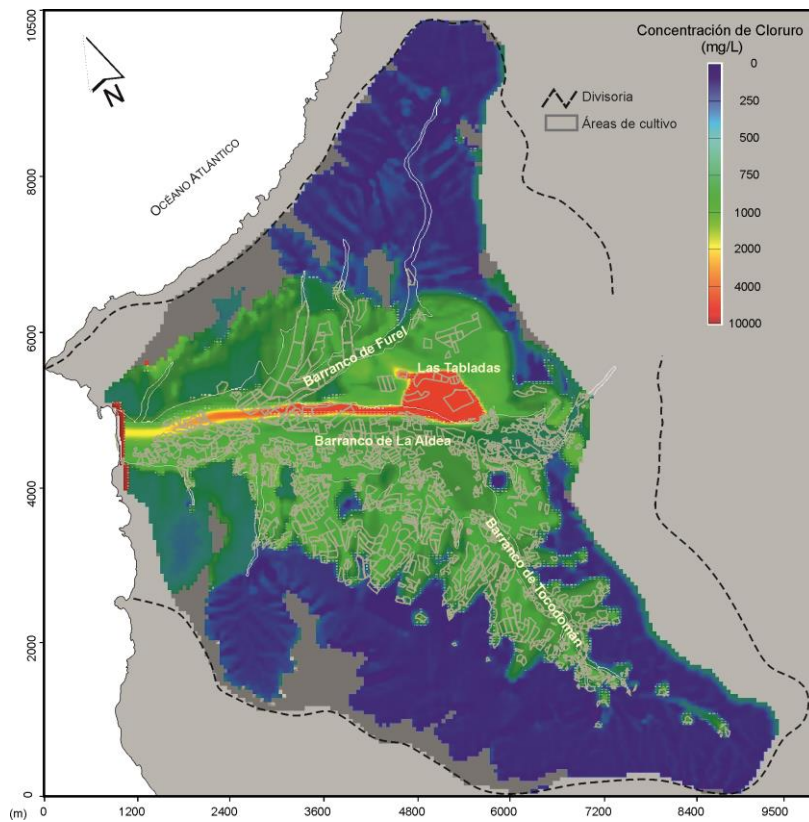 Concentración de Cloruro
(mg/L)
0
250
500
750
1000
2000
4000
10000
Divisoria
Áreas de cultivo
N
OCÉANO ATLÁNTICO
Barranco de Furel
Las Tabladas
Barranco de La Aldea
Barranco de Tocodomán
10500
8000
6000
4000
2000
0
(m)
0
1200
2400
3600
4800
6000
7200
8400
9500